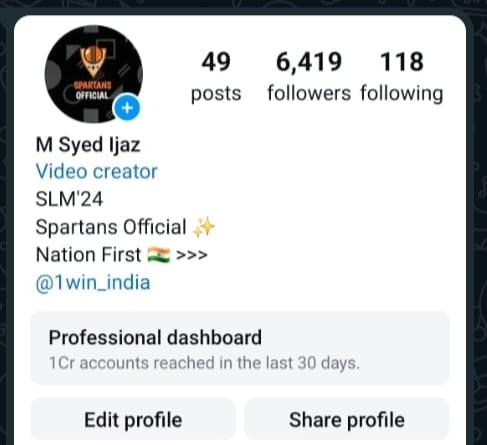 SPARTANS
OFFICIAL
49 6,419 118
posts followers following
M Syed Ijaz
Video creator
SLM'24
Spartans Official ✨
Nation First 🇮🇳 >>>
@1win_india
Professional dashboard
1Cr accounts reached in the last 30 days.
Edit profile Share profile